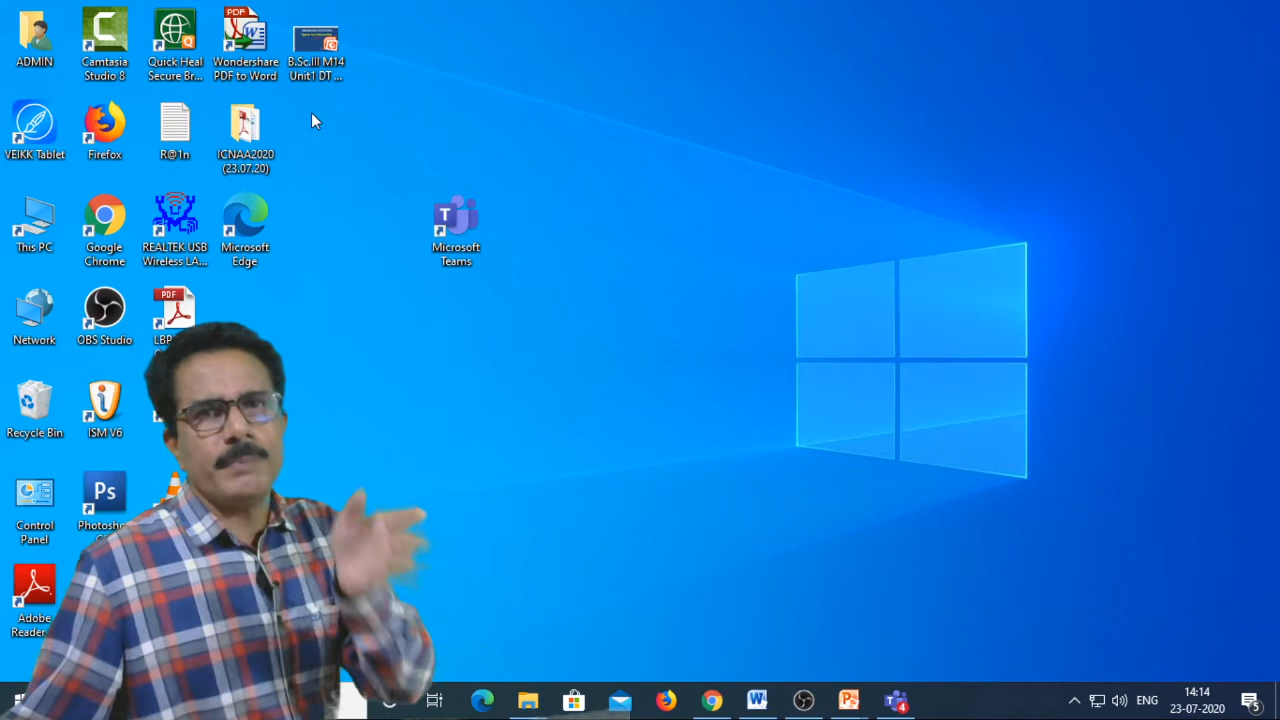 ADMIN
Camtasia
Studio 8
Quick Heal
Secure Br...
PDF
W
Wondershare
PDF to Word
B.Sc.III M14
Unit1 DT ...
VEIKK Tablet
Firefox
R@1n
ICNAA2020
(23.07.20)
This PC
Google
Chrome
REALTEK USB
Wireless LA...
Microsoft
Edge
T
Microsoft
Teams
Network
OBS Studio
PDF
Recycle Bin
ISM V6
Control
Panel
Ps
Adobe
Reader
W
4
ENG
14:14
23-07-2020
5